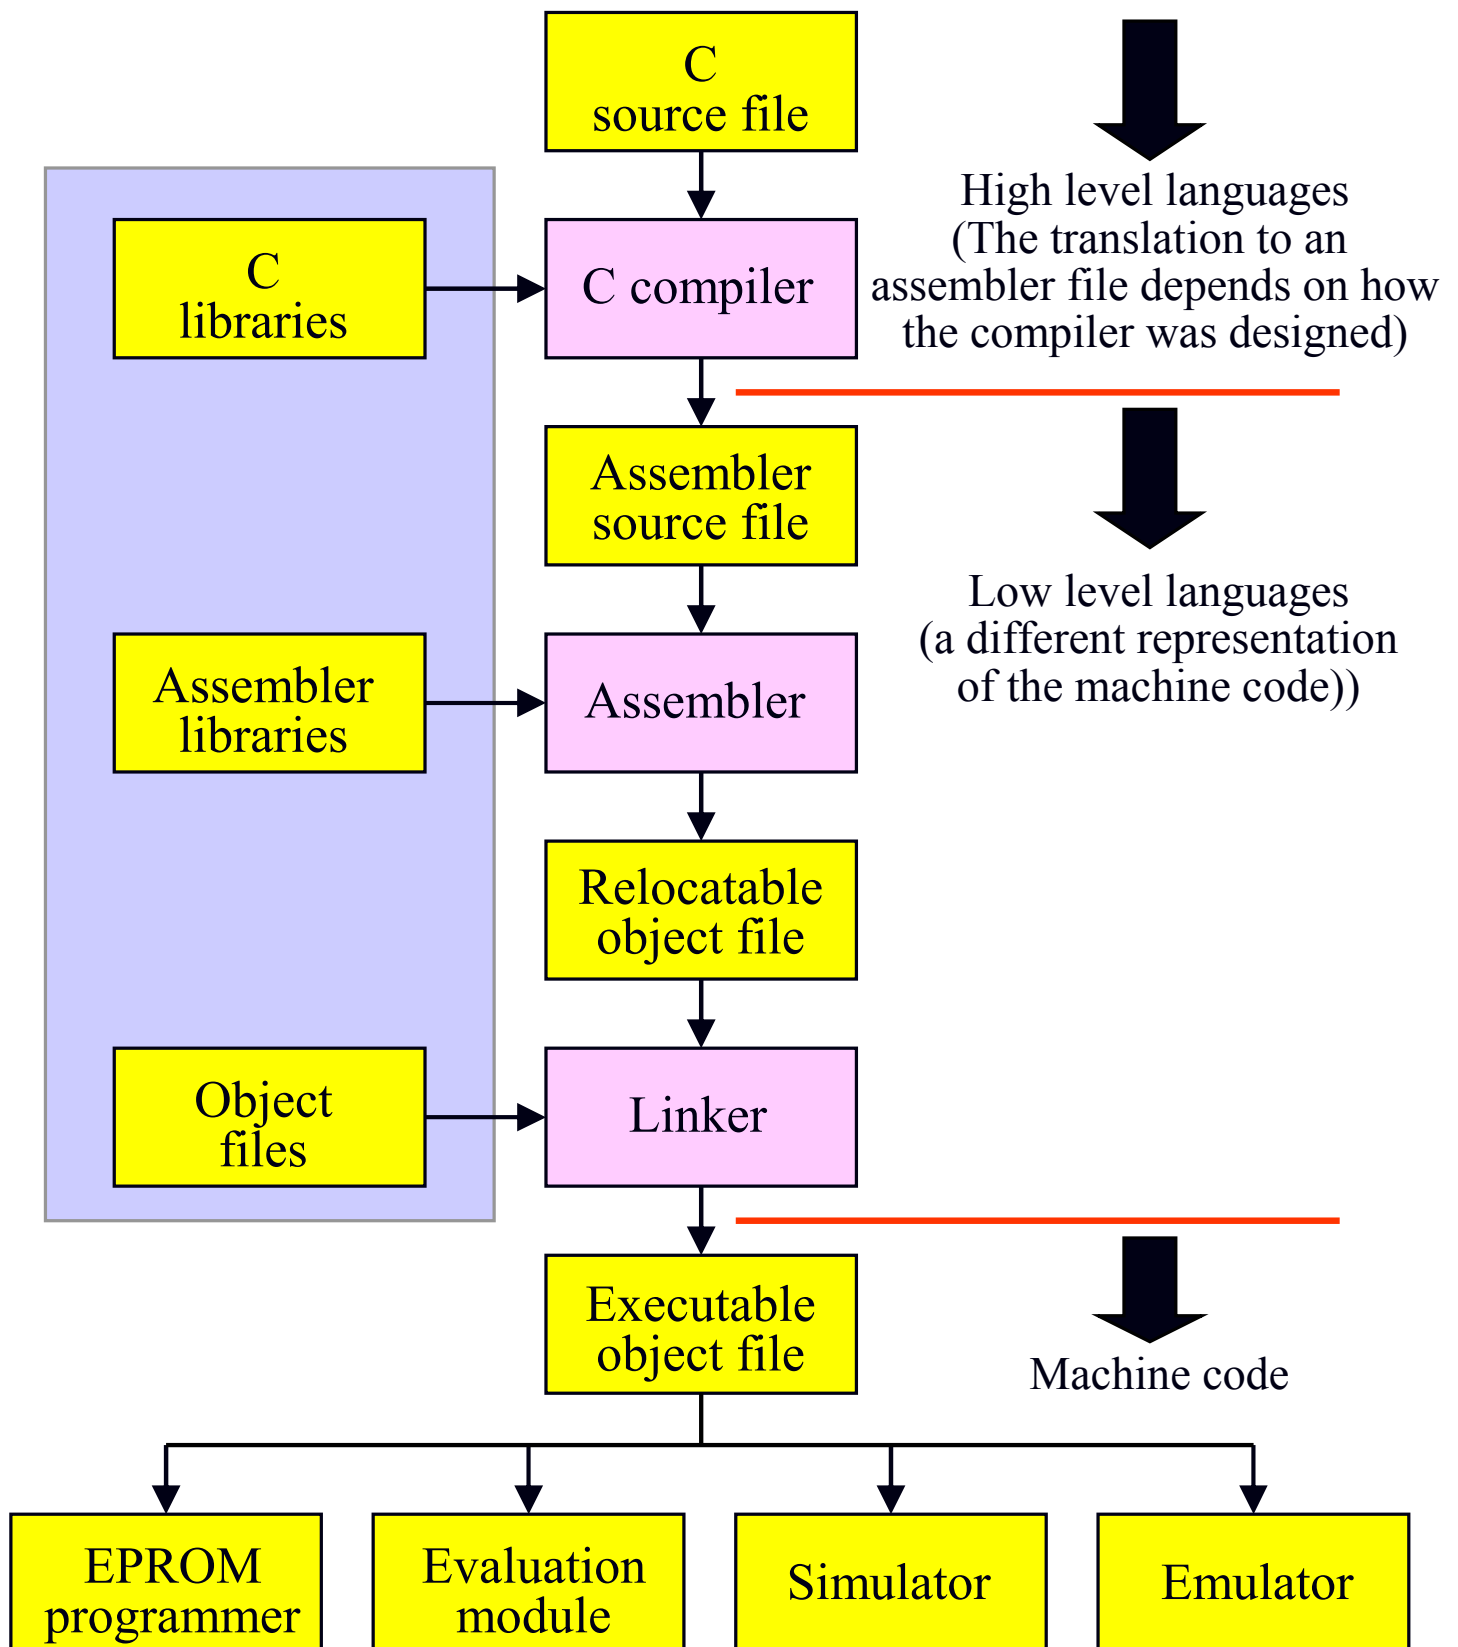 C
source file
High level languages
(The translation to an
assembler file depends on how
the compiler was designed)
C
libraries
C compiler
Assembler
source file
Low level languages
(a different representation
of the machine code))
Assembler
libraries
Assembler
Relocatable
object file
Object
files
Linker
Executable
object file
Machine code
EPROM
programmer
Evaluation
module
Simulator
Emulator